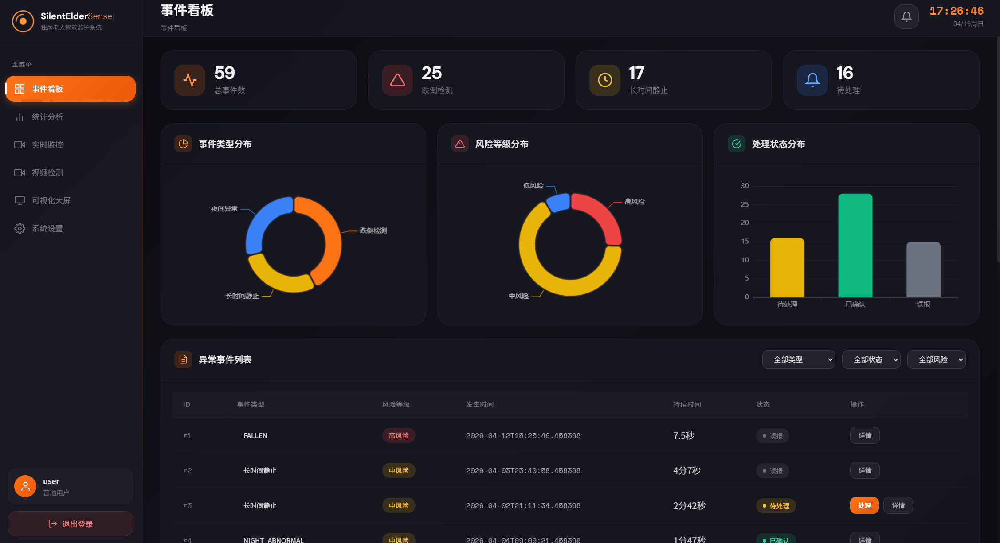 SilentElderSense
独居老人智能监护系统
主菜单
事件看板
统计分析
实时监控
视频检测
可视化大屏
系统设置
user
普通用户
退出登录
事件看板
事件看板
17:26:46
04/19周日
59
总事件数
25
跌倒检测
17
长时间静止
16
待处理
事件类型分布
夜间异常
跌倒检测
长时间静止
风险等级分布
低风险
高风险
中风险
处理状态分布
30
25
20
15
10
5
0
待处理 已确认 误报
异常事件列表
全部类型 全部状态 全部风险
ID 事件类型 风险等级 发生时间 持续时间 状态 操作
#1 FALLEN 高风险 2026-04-12T15:25:46.458398 7.5秒 误报 详情
#2 长时间静止 中风险 2026-04-03T23:40:58.458398 4分7秒 误报 详情
#3 长时间静止 中风险 2026-04-02T21:11:34.458398 2分42秒 待处理 处理 详情
#4 NIGHT_ABNORMAL 中风险 2026-04-04T09:09:21.458398 1分47秒 已确认 详情